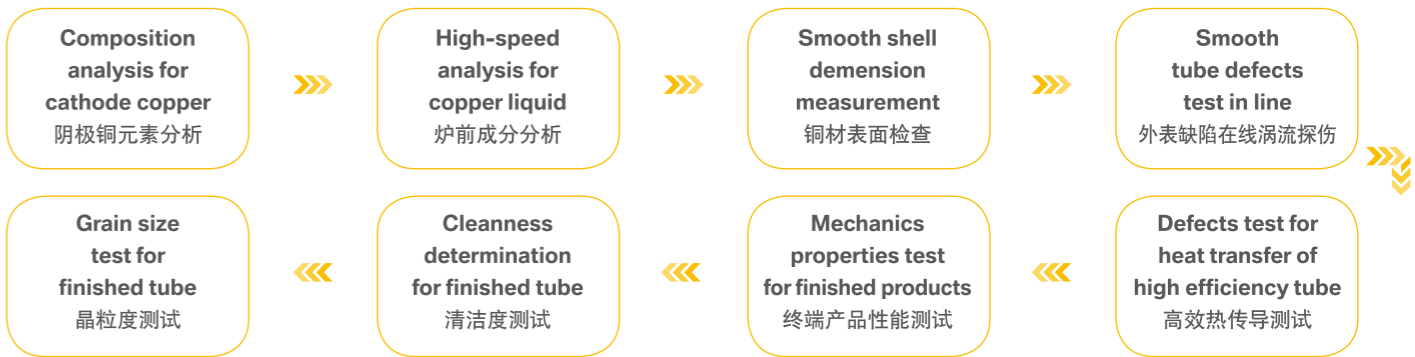 Composition
analysis for
cathode copper
阴极铜元素分析
High-speed
analysis for
copper liquid
炉前成分分析
Smooth shell
demension
measurement
铜材表面检查
Smooth
tube defects
test in line
外表缺陷在线涡流探伤
Defects test for
heat transfer of
high efficiency tube
高效热传导测试
Mechanics
properties test
for finished products
终端产品性能测试
Cleanness
determination
for finished tube
清洁度测试
Grain size
test for
finished tube
晶粒度测试